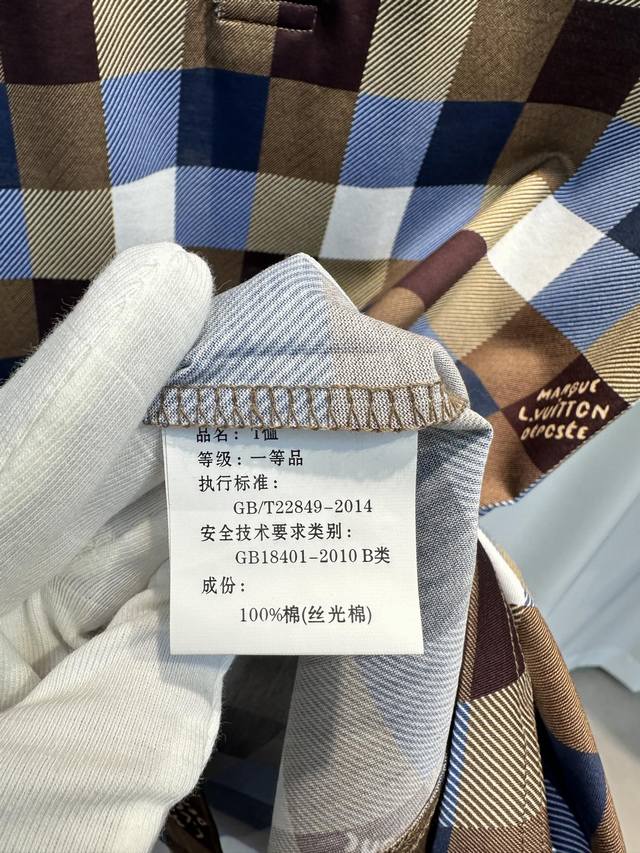 品名: T恤
等级: 一等品
执行标准:
GB/T22849-2014
安全技术要求类别:
GB18401-2010 B类
成份:
100%棉(丝光棉)
MARQUE
L.VUITTON
DÉPOSÉE